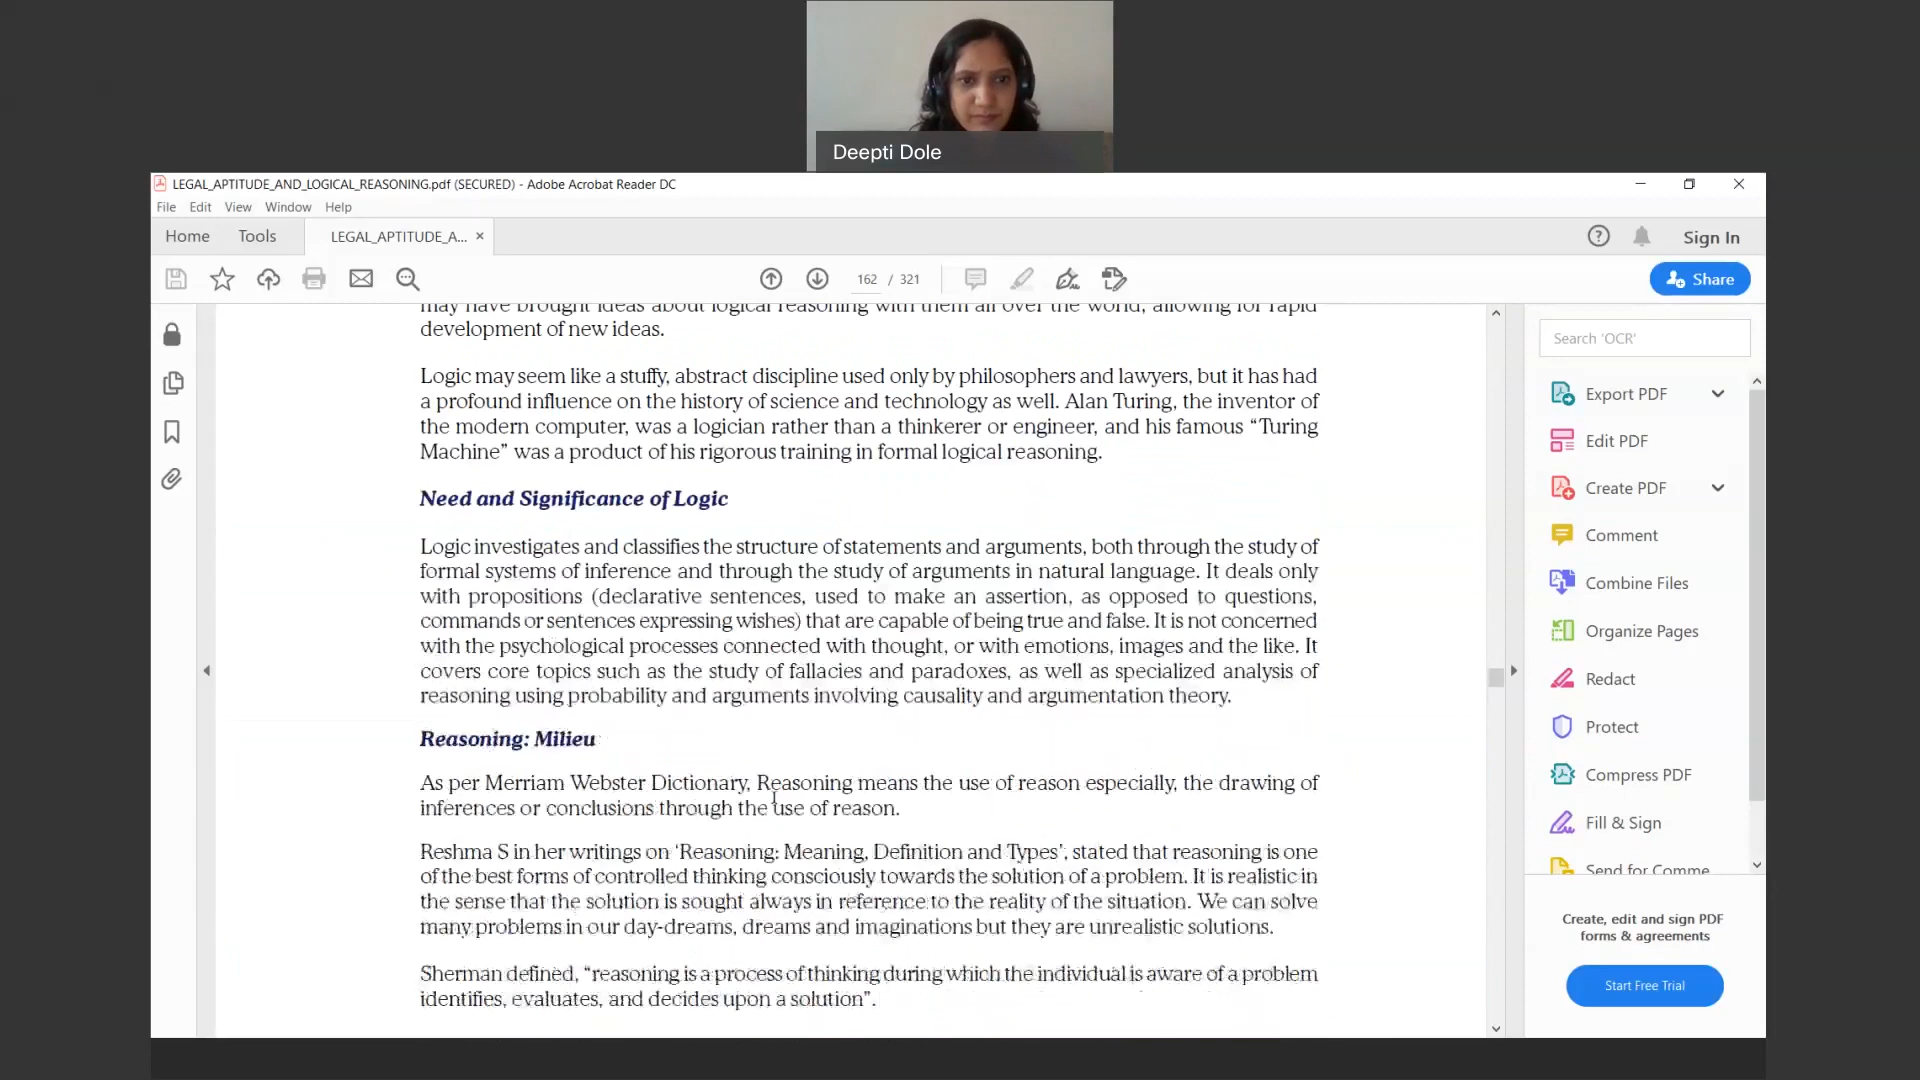 Deepti Dole
LEGAL_APTITUDE_AND_LOGICAL_REASONING.pdf (SECURED) - Adobe Acrobat Reader DC
File Edit View Window Help
Home Tools LEGAL_APTITUDE_A... × Sign In
162 / 321 Share
may have brought ideas about logical reasoning with them all over the world, allowing for rapid
development of new ideas.
Logic may seem like a stuffy, abstract discipline used only by philosophers and lawyers, but it has had
a profound influence on the history of science and technology as well. Alan Turing, the inventor of
the modern computer, was a logician rather than a thinkerer or engineer, and his famous “Turing
Machine” was a product of his rigorous training in formal logical reasoning.
Need and Significance of Logic
Logic investigates and classifies the structure of statements and arguments, both through the study of
formal systems of inference and through the study of arguments in natural language. It deals only
with propositions (declarative sentences, used to make an assertion, as opposed to questions,
commands or sentences expressing wishes) that are capable of being true and false. It is not concerned
with the psychological processes connected with thought, or with emotions, images and the like. It
covers core topics such as the study of fallacies and paradoxes, as well as specialized analysis of
reasoning using probability and arguments involving causality and argumentation theory.
Reasoning: Milieu
As per Merriam Webster Dictionary, Reasoning means the use of reason especially, the drawing of
inferences or conclusions through the use of reason.
Reshma S in her writings on ‘Reasoning: Meaning, Definition and Types’, stated that reasoning is one
of the best forms of controlled thinking consciously towards the solution of a problem. It is realistic in
the sense that the solution is sought always in reference to the reality of the situation. We can solve
many problems in our day-dreams, dreams and imaginations but they are unrealistic solutions.
Sherman defined, “reasoning is a process of thinking during which the individual is aware of a problem
identifies, evaluates, and decides upon a solution”.
Search 'OCR'
Export PDF
Edit PDF
Create PDF
Comment
Combine Files
Organize Pages
Redact
Protect
Compress PDF
Fill & Sign
Send for Comme
Create, edit and sign PDF
forms & agreements
Start Free Trial